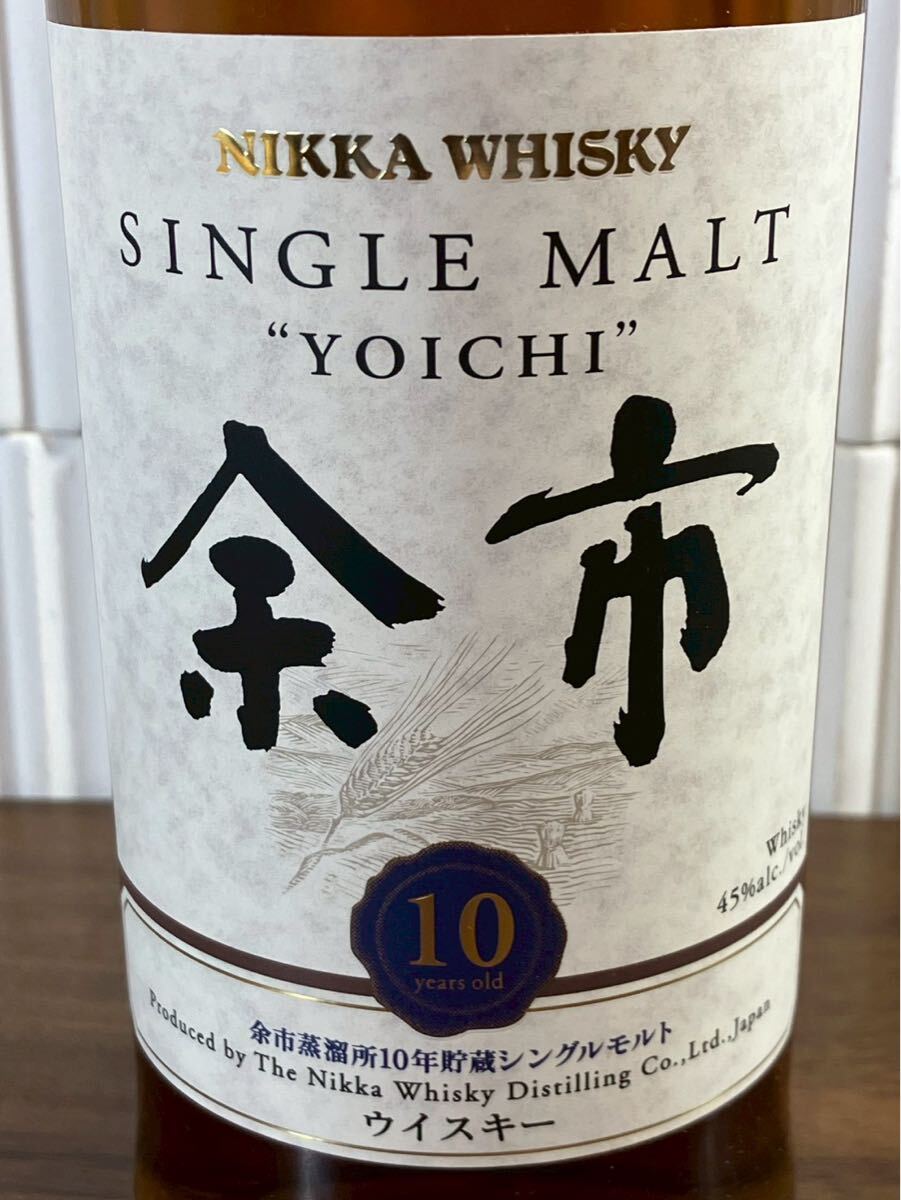 NIKKA WHISKY
SINGLE MALT
“YOICHI”
余市
Whisky
45%alc./vol
10
years old
余市蒸溜所10年貯蔵シングルモルト
Produced by The Nikka Whisky Distilling Co.,Ltd.,Japan
ウイスキー